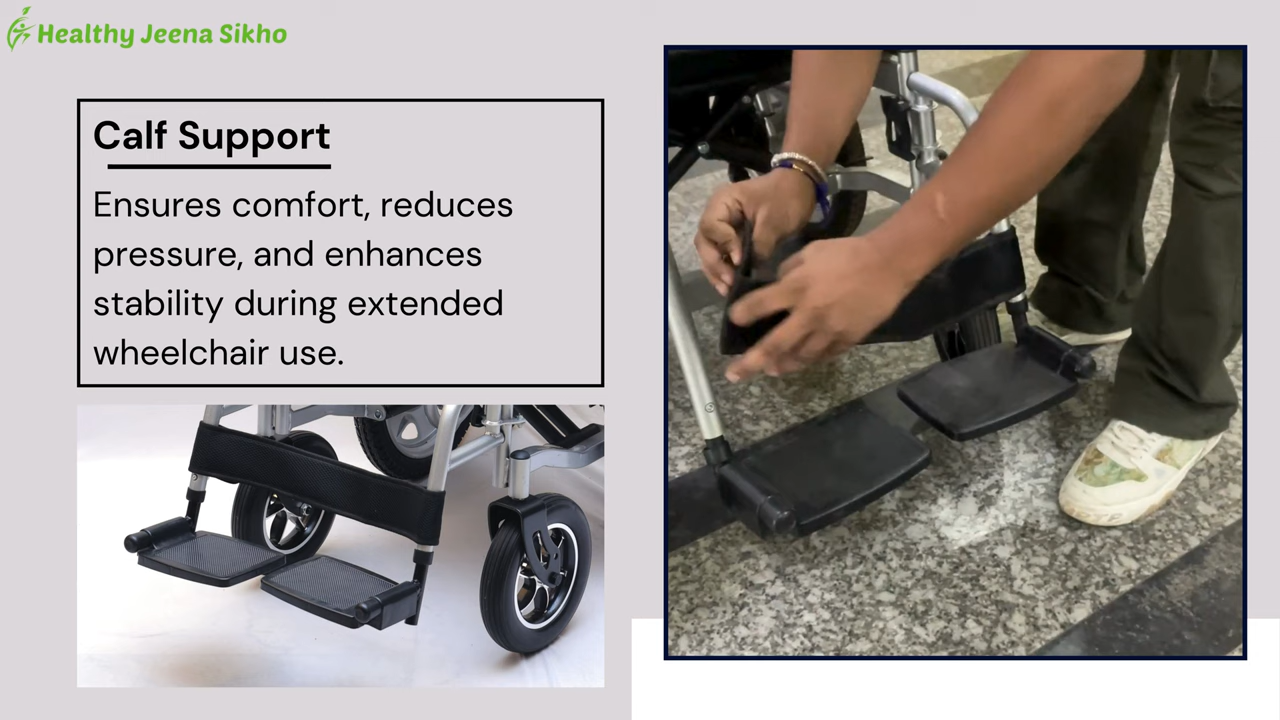 Healthy Jeena Sikho
Calf Support
Ensures comfort, reduces
pressure, and enhances
stability during extended
wheelchair use.